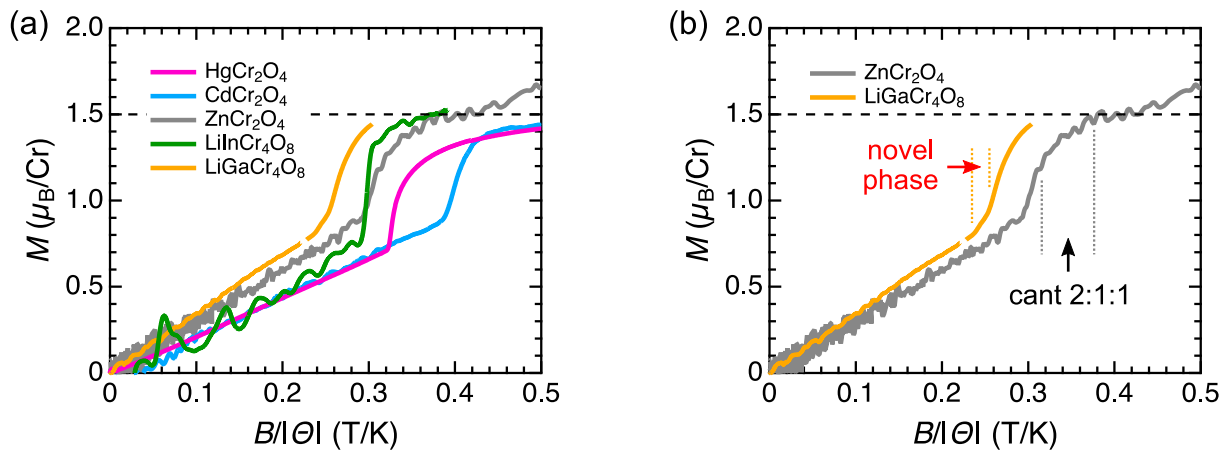 (a)
2.0
1.5
1.0
0.5
0
M (μB/Cr)
HgCr2O4
CdCr2O4
ZnCr2O4
LiInCr4O8
LiGaCr4O8
0 0.1 0.2 0.3 0.4 0.5
B/|Θ| (T/K)
(b)
2.0
1.5
1.0
0.5
0
M (μB/Cr)
ZnCr2O4
LiGaCr4O8
novel
phase
cant 2:1:1
0 0.1 0.2 0.3 0.4 0.5
B/|Θ| (T/K)